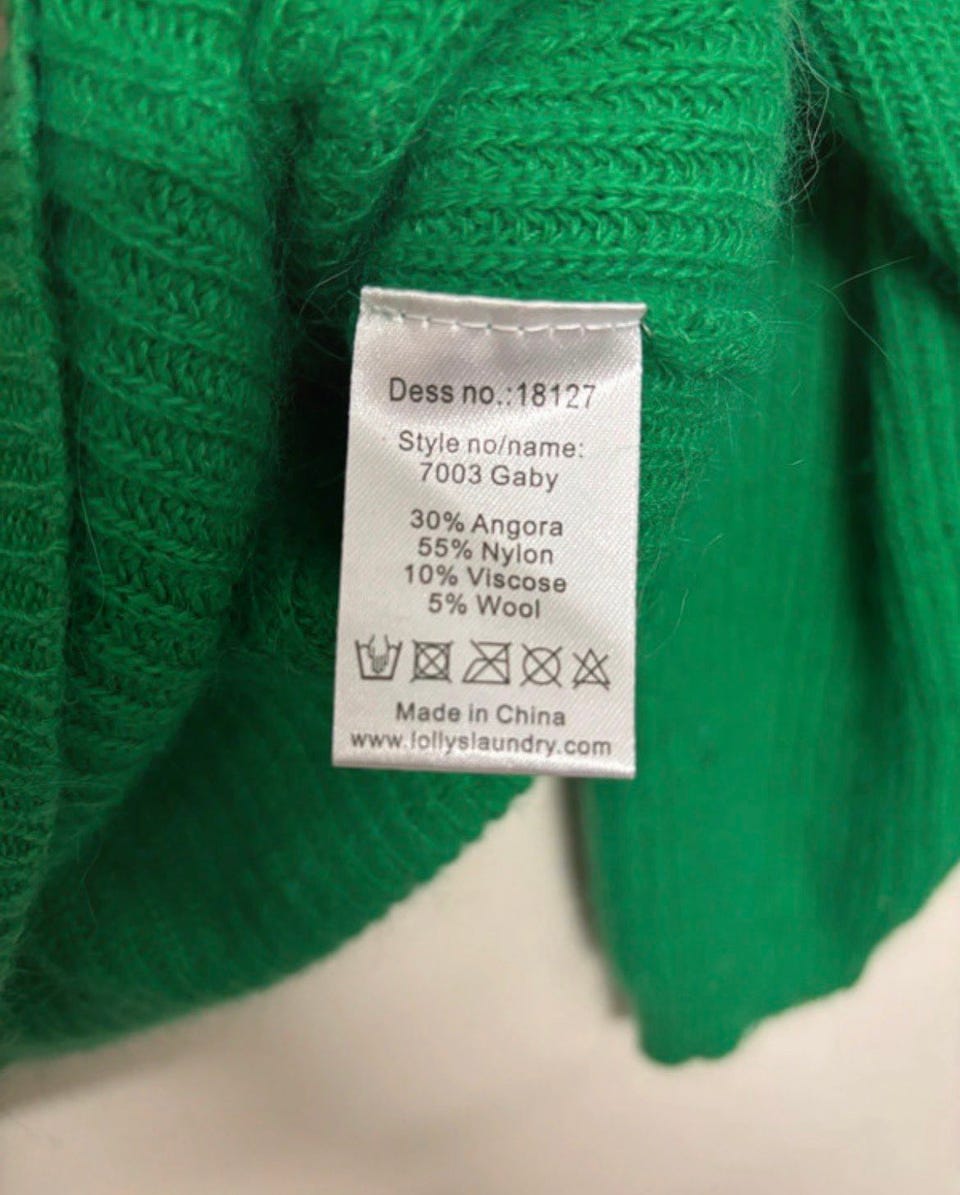 Dess no.:18127
Style no/name:
7003 Gaby
30% Angora
55% Nylon
10% Viscose
5% Wool
Made in China
www.lollyslaundry.com